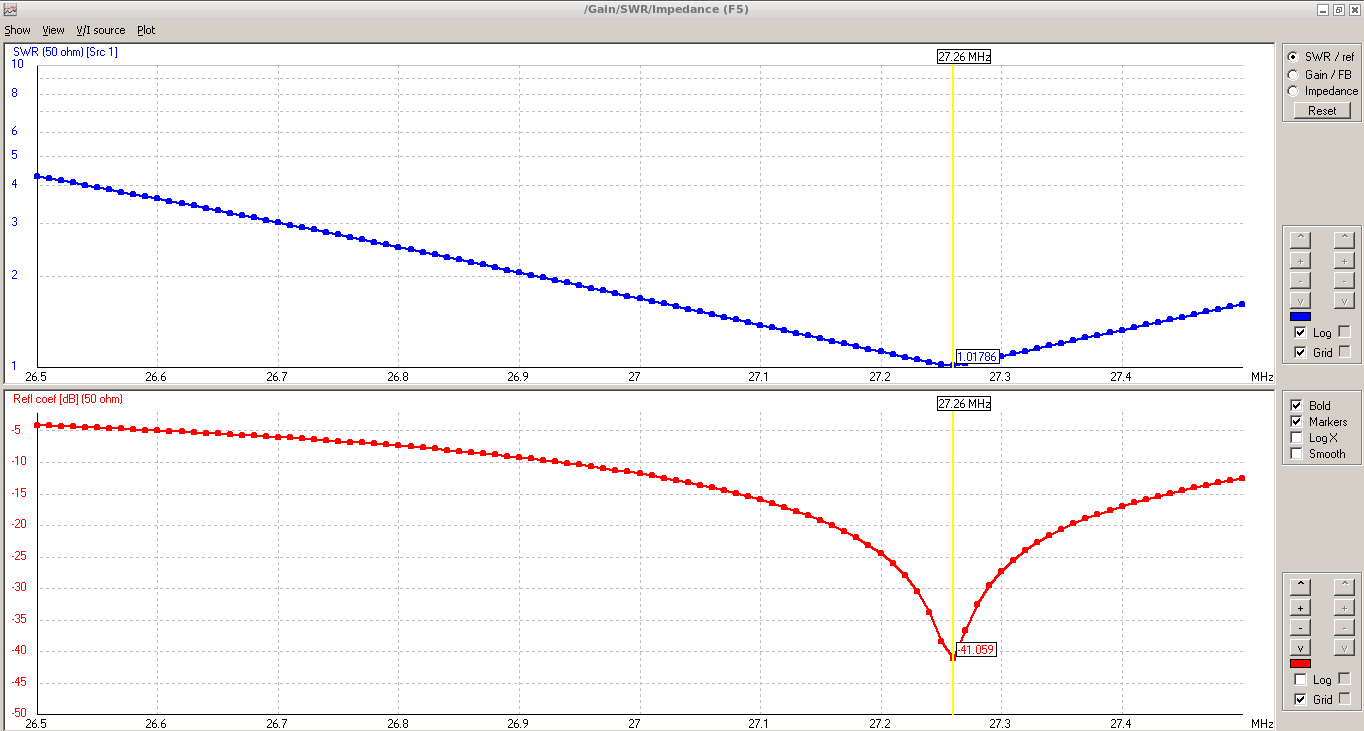 /Gain/SWR/Impedance (F5)
Show View V/I source Plot
SWR (50 ohm) [Src 1]
27.26 MHz
10
8
6
5
4
3
2
1
1.01786
26.5 26.6 26.7 26.8 26.9 27 27.1 27.2 27.3 27.4 MHz
Refl coef [dB] (50 ohm)
27.26 MHz
-5
-10
-15
-20
-25
-30
-35
-40
-45
-50
-41.059
26.5 26.6 26.7 26.8 26.9 27 27.1 27.2 27.3 27.4 MHz
SWR / ref
Gain / FB
Impedance
Reset
^ ^
+ +
- -
v v
Log
Grid
Bold
Markers
Log X
Smooth
^ ^
+ +
- -
v v
Log
Grid